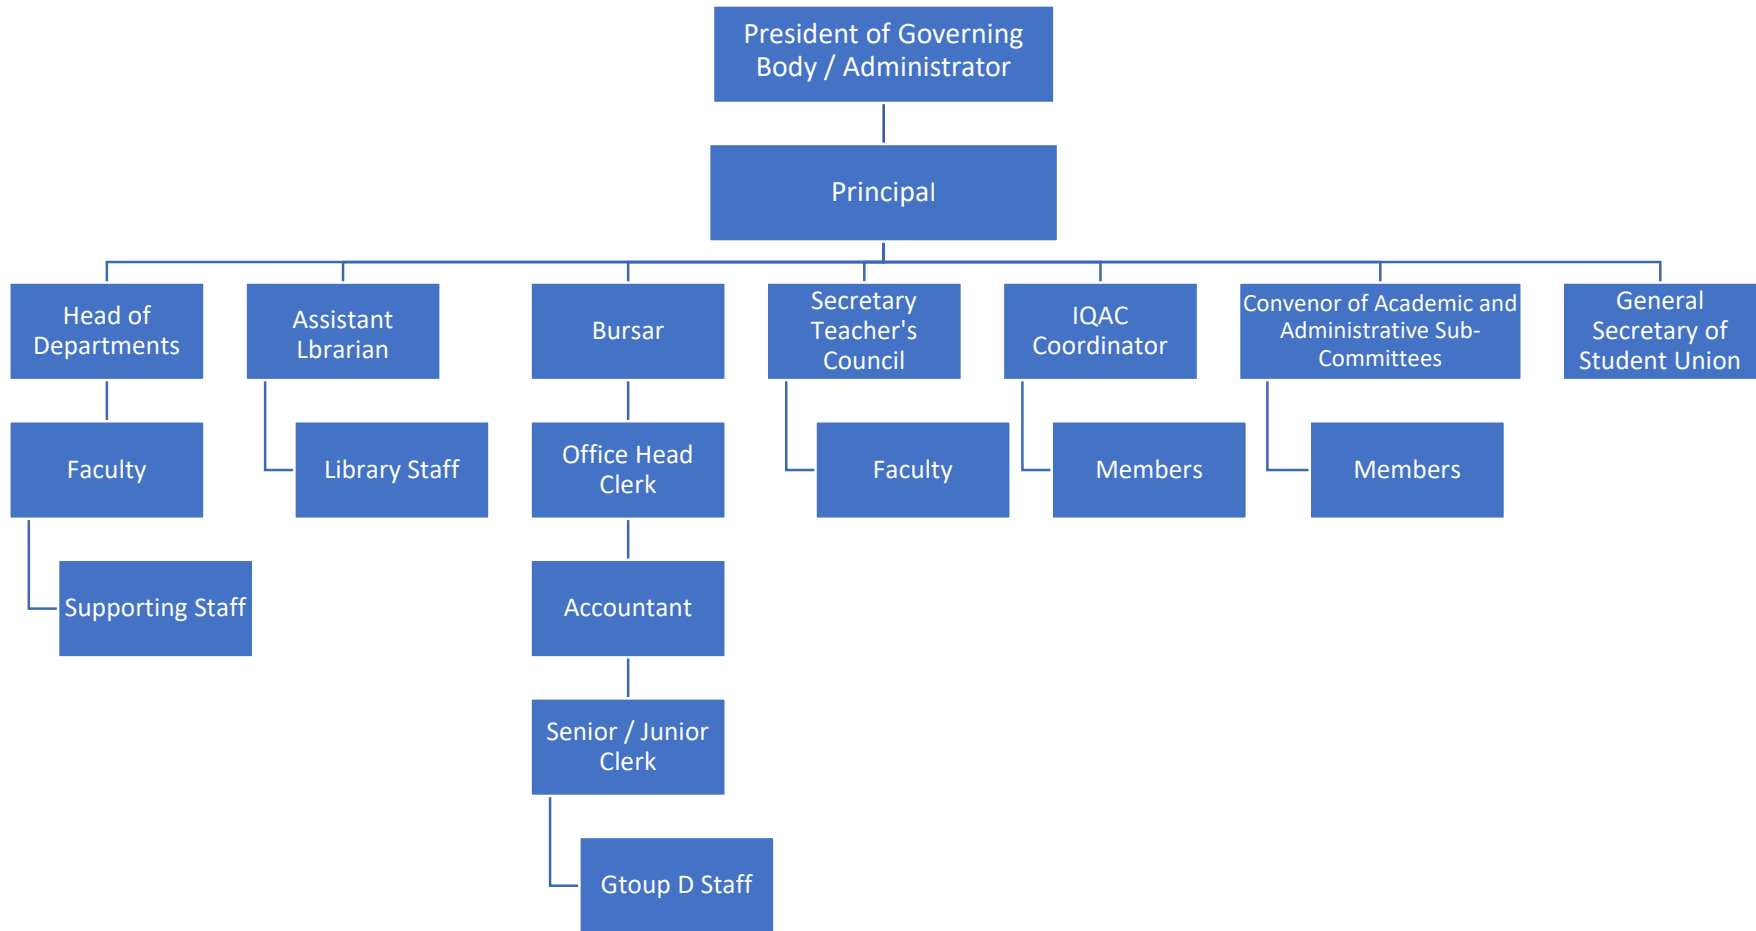 President of Governing
Body / Administrator
Principal
Head of
Departments
Assistant
Lbrarian
Bursar
Secretary
Teacher's
Council
IQAC
Coordinator
Convenor of Academic and
Administrative Sub-
Committees
General
Secretary of
Student Union
Faculty
Library Staff
Office Head
Clerk
Faculty
Members
Members
Supporting Staff
Accountant
Senior / Junior
Clerk
Gtoup D Staff